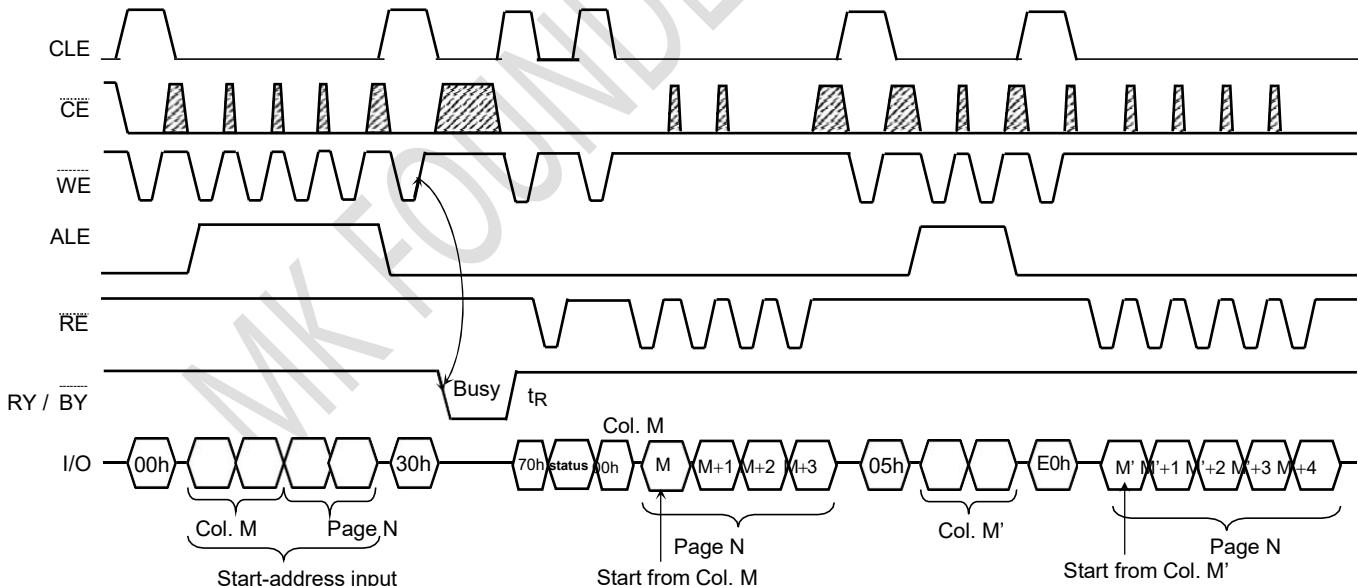 MK FOUNDE
CLE
CE
WE
ALE
RE
RY / BY
Busy
tR
Col. M
I/O
00h
30h
70h status 00h M M+1 M+2 M+3
05h
E0h
M' M'+1 M'+2 M'+3 M'+4
Col. M
Page N
Page N
Col. M’
Page N
Start-address input
Start from Col. M
Start from Col. M’